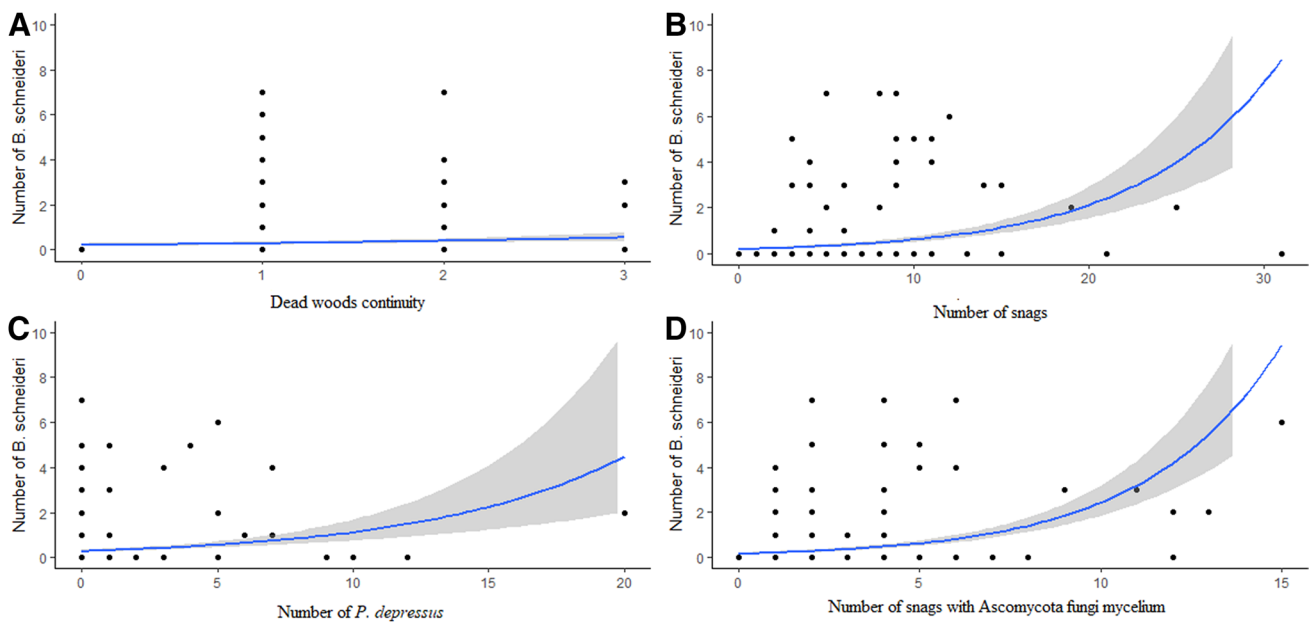 A
Number of B. schneideri
10
8
6
4
2
0
0 1 2 3
Dead woods continuity
B
Number of B. schneideri
10
8
6
4
2
0
0 10 20 30
Number of snags
C
Number of B. schneideri
10
8
6
4
2
0
0 5 10 15 20
Number of P. depressus
D
Number of B. schneideri
10
8
6
4
2
0
0 5 10 15
Number of snags with Ascomycota fungi mycelium